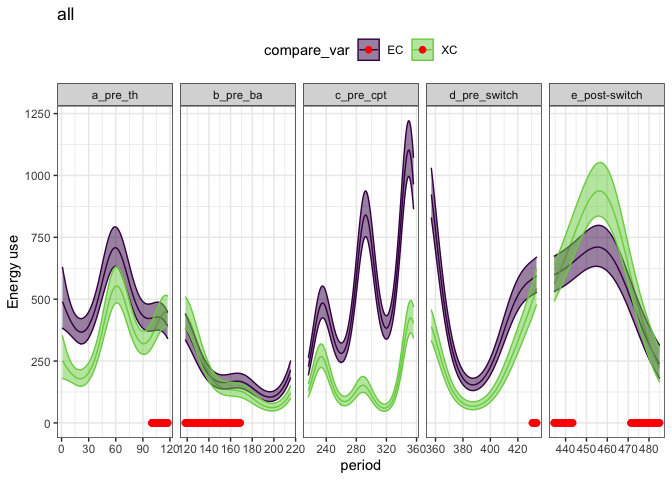 all
compare_var EC XC
a_pre_th b_pre_ba c_pre_cpt d_pre_switch e_post-switch
1250
1000
750
500
250
0
Energy use
0 30 60 90 120 120 140 160 180 200 220 240 280 320 360 360 380 400 420 440 450 460 470 480
period